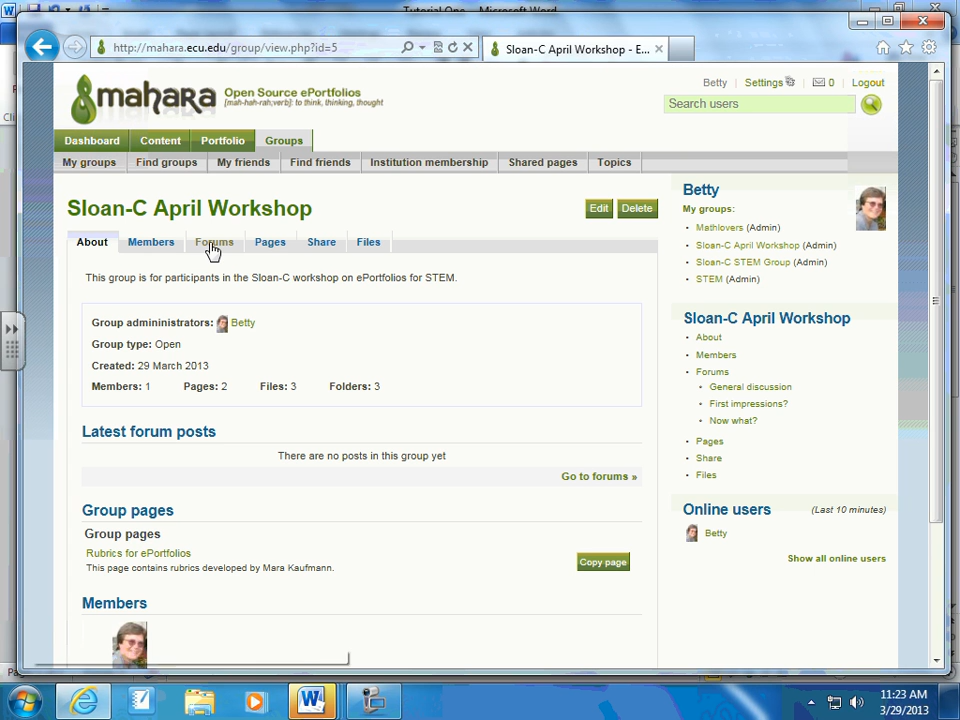 Tutorial One - Microsoft Word
http://mahara.ecu.edu/group/view.php?id=5
Sloan-C April Workshop - E...
mahara
Open Source ePortfolios
[mah-hah-rah;verb]: to think, thinking, thought
Betty | Settings | 0 | Logout
Search users
Dashboard Content Portfolio Groups
My groups Find groups My friends Find friends Institution membership Shared pages Topics
Sloan-C April Workshop
Edit Delete
About Members Forums Pages Share Files
This group is for participants in the Sloan-C workshop on ePortfolios for STEM.
Group admininistrators: Betty
Group type: Open
Created: 29 March 2013
Members: 1 Pages: 2 Files: 3 Folders: 3
Latest forum posts
There are no posts in this group yet
Go to forums »
Group pages
Group pages
Rubrics for ePortfolios
This page contains rubrics developed by Mara Kaufmann.
Copy page
Members
Betty
My groups:
Mathlovers (Admin)
Sloan-C April Workshop (Admin)
Sloan-C STEM Group (Admin)
STEM (Admin)
Sloan-C April Workshop
About
Members
Forums
General discussion
First impressions?
Now what?
Pages
Share
Files
Online users (Last 10 minutes)
Betty
Show all online users
11:23 AM
3/29/2013